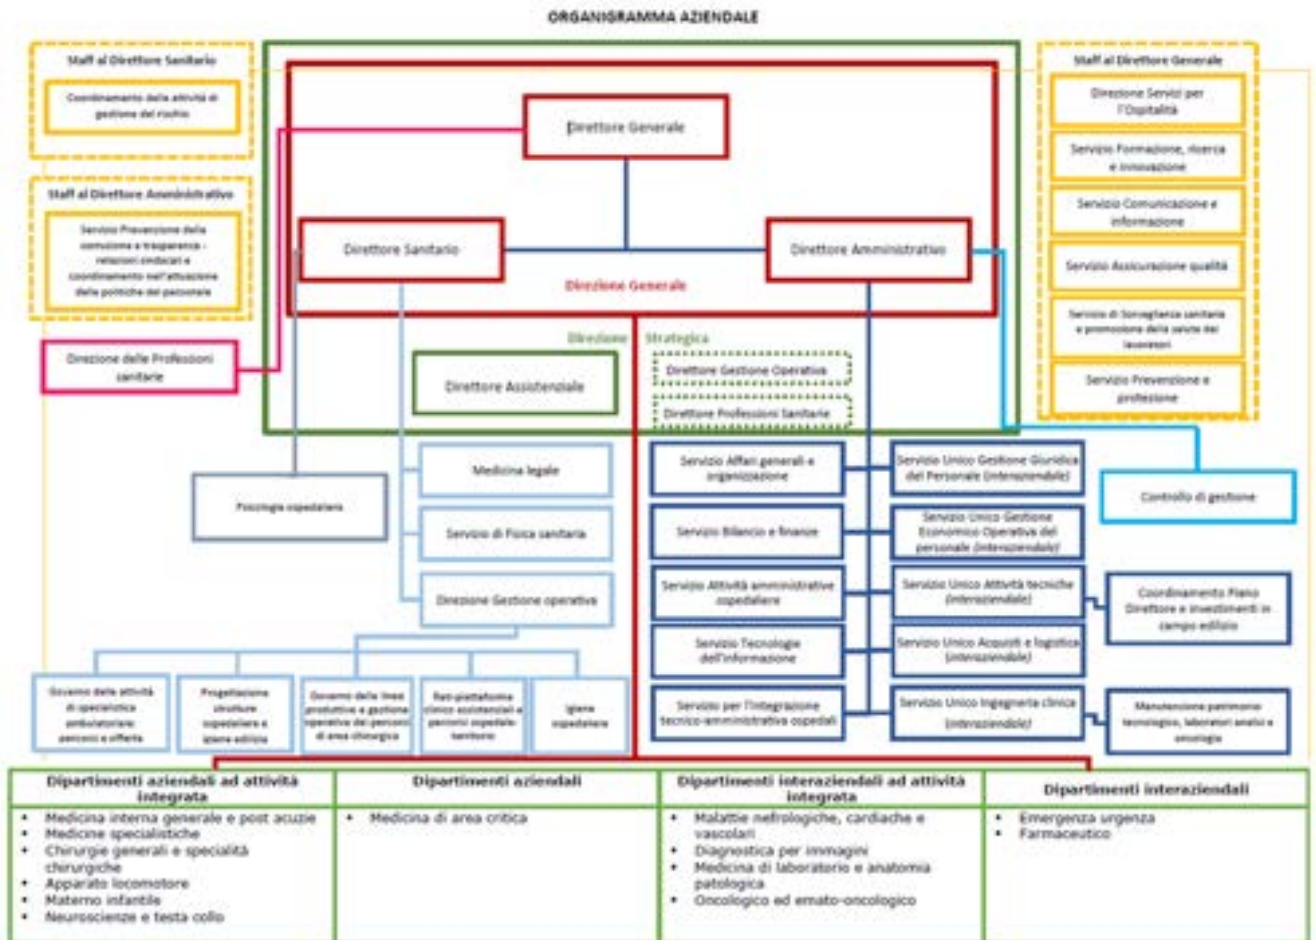 ORGANIGRAMMA AZIENDALE
Staff al Direttore Sanitario
Coordinamento delle attività di
gestione del rischio
Staff al Direttore Amministrativo
Servizio Prevenzione della
corruzione e trasparenza -
relazioni sindacali e
coordinamento nell'attuazione
delle politiche del personale
Direzione delle Professioni
sanitarie
Direttore Generale
Direttore Sanitario
Direttore Amministrativo
Direzione Generale
Direzione Strategica
Direttore Assistenziale
Direttore Gestione Operativa
Direttore Professioni Sanitarie
Staff al Direttore Generale
Direzione Servizi per
l'Ospitalità
Servizio Formazione, ricerca
e innovazione
Servizio Comunicazione e
informazione
Servizio Assicurazione qualità
Servizio di Sorveglianza sanitaria
e promozione della salute dei
lavoratori
Servizio Prevenzione e
protezione
Psicologia ospedaliera
Medicina legale
Servizio di Fisica sanitaria
Direzione Gestione operativa
Governo delle attività
di specialistica
ambulatoriale:
percorsi e offerta
Progettazione
strutture
ospedaliere e
igiene edilizia
Governo delle linee
produttive e gestione
operativa dei percorsi
di area chirurgica
Reti-piattaforma
clinico assistenziali e
percorsi ospedale-
territorio
Igiene
ospedaliera
Servizio Affari generali e
organizzazione
Servizio Bilancio e finanze
Servizio Attività amministrative
ospedaliere
Servizio Tecnologie
dell'informazione
Servizio per l'integrazione
tecnico-amministrativa ospedali
Servizio Unico Gestione Giuridica
del Personale (interaziendale)
Servizio Unico Gestione
Economico Operativa del
personale (interaziendale)
Servizio Unico Attività tecniche
(interaziendale)
Servizio Unico Acquisti e logistica
(interaziendale)
Servizio Unico Ingegneria clinica
(interaziendale)
Controllo di gestione
Coordinamento Piano
Direttore e investimenti in
campo edilizio
Manutenzione patrimonio
tecnologico, laboratori analisi e
oncologia
Dipartimenti aziendali ad attività
integrata
• Medicina interna generale e post acuzie
• Medicine specialistiche
• Chirurgie generali e specialità
chirurgiche
• Apparato locomotore
• Materno infantile
• Neuroscienze e testa collo
Dipartimenti aziendali
• Medicina di area critica
Dipartimenti interaziendali ad attività
integrata
• Malattie nefrologiche, cardiache e
vascolari
• Diagnostica per immagini
• Medicina di laboratorio e anatomia
patologica
• Oncologico ed emato-oncologico
Dipartimenti interaziendali
• Emergenza urgenza
• Farmaceutico